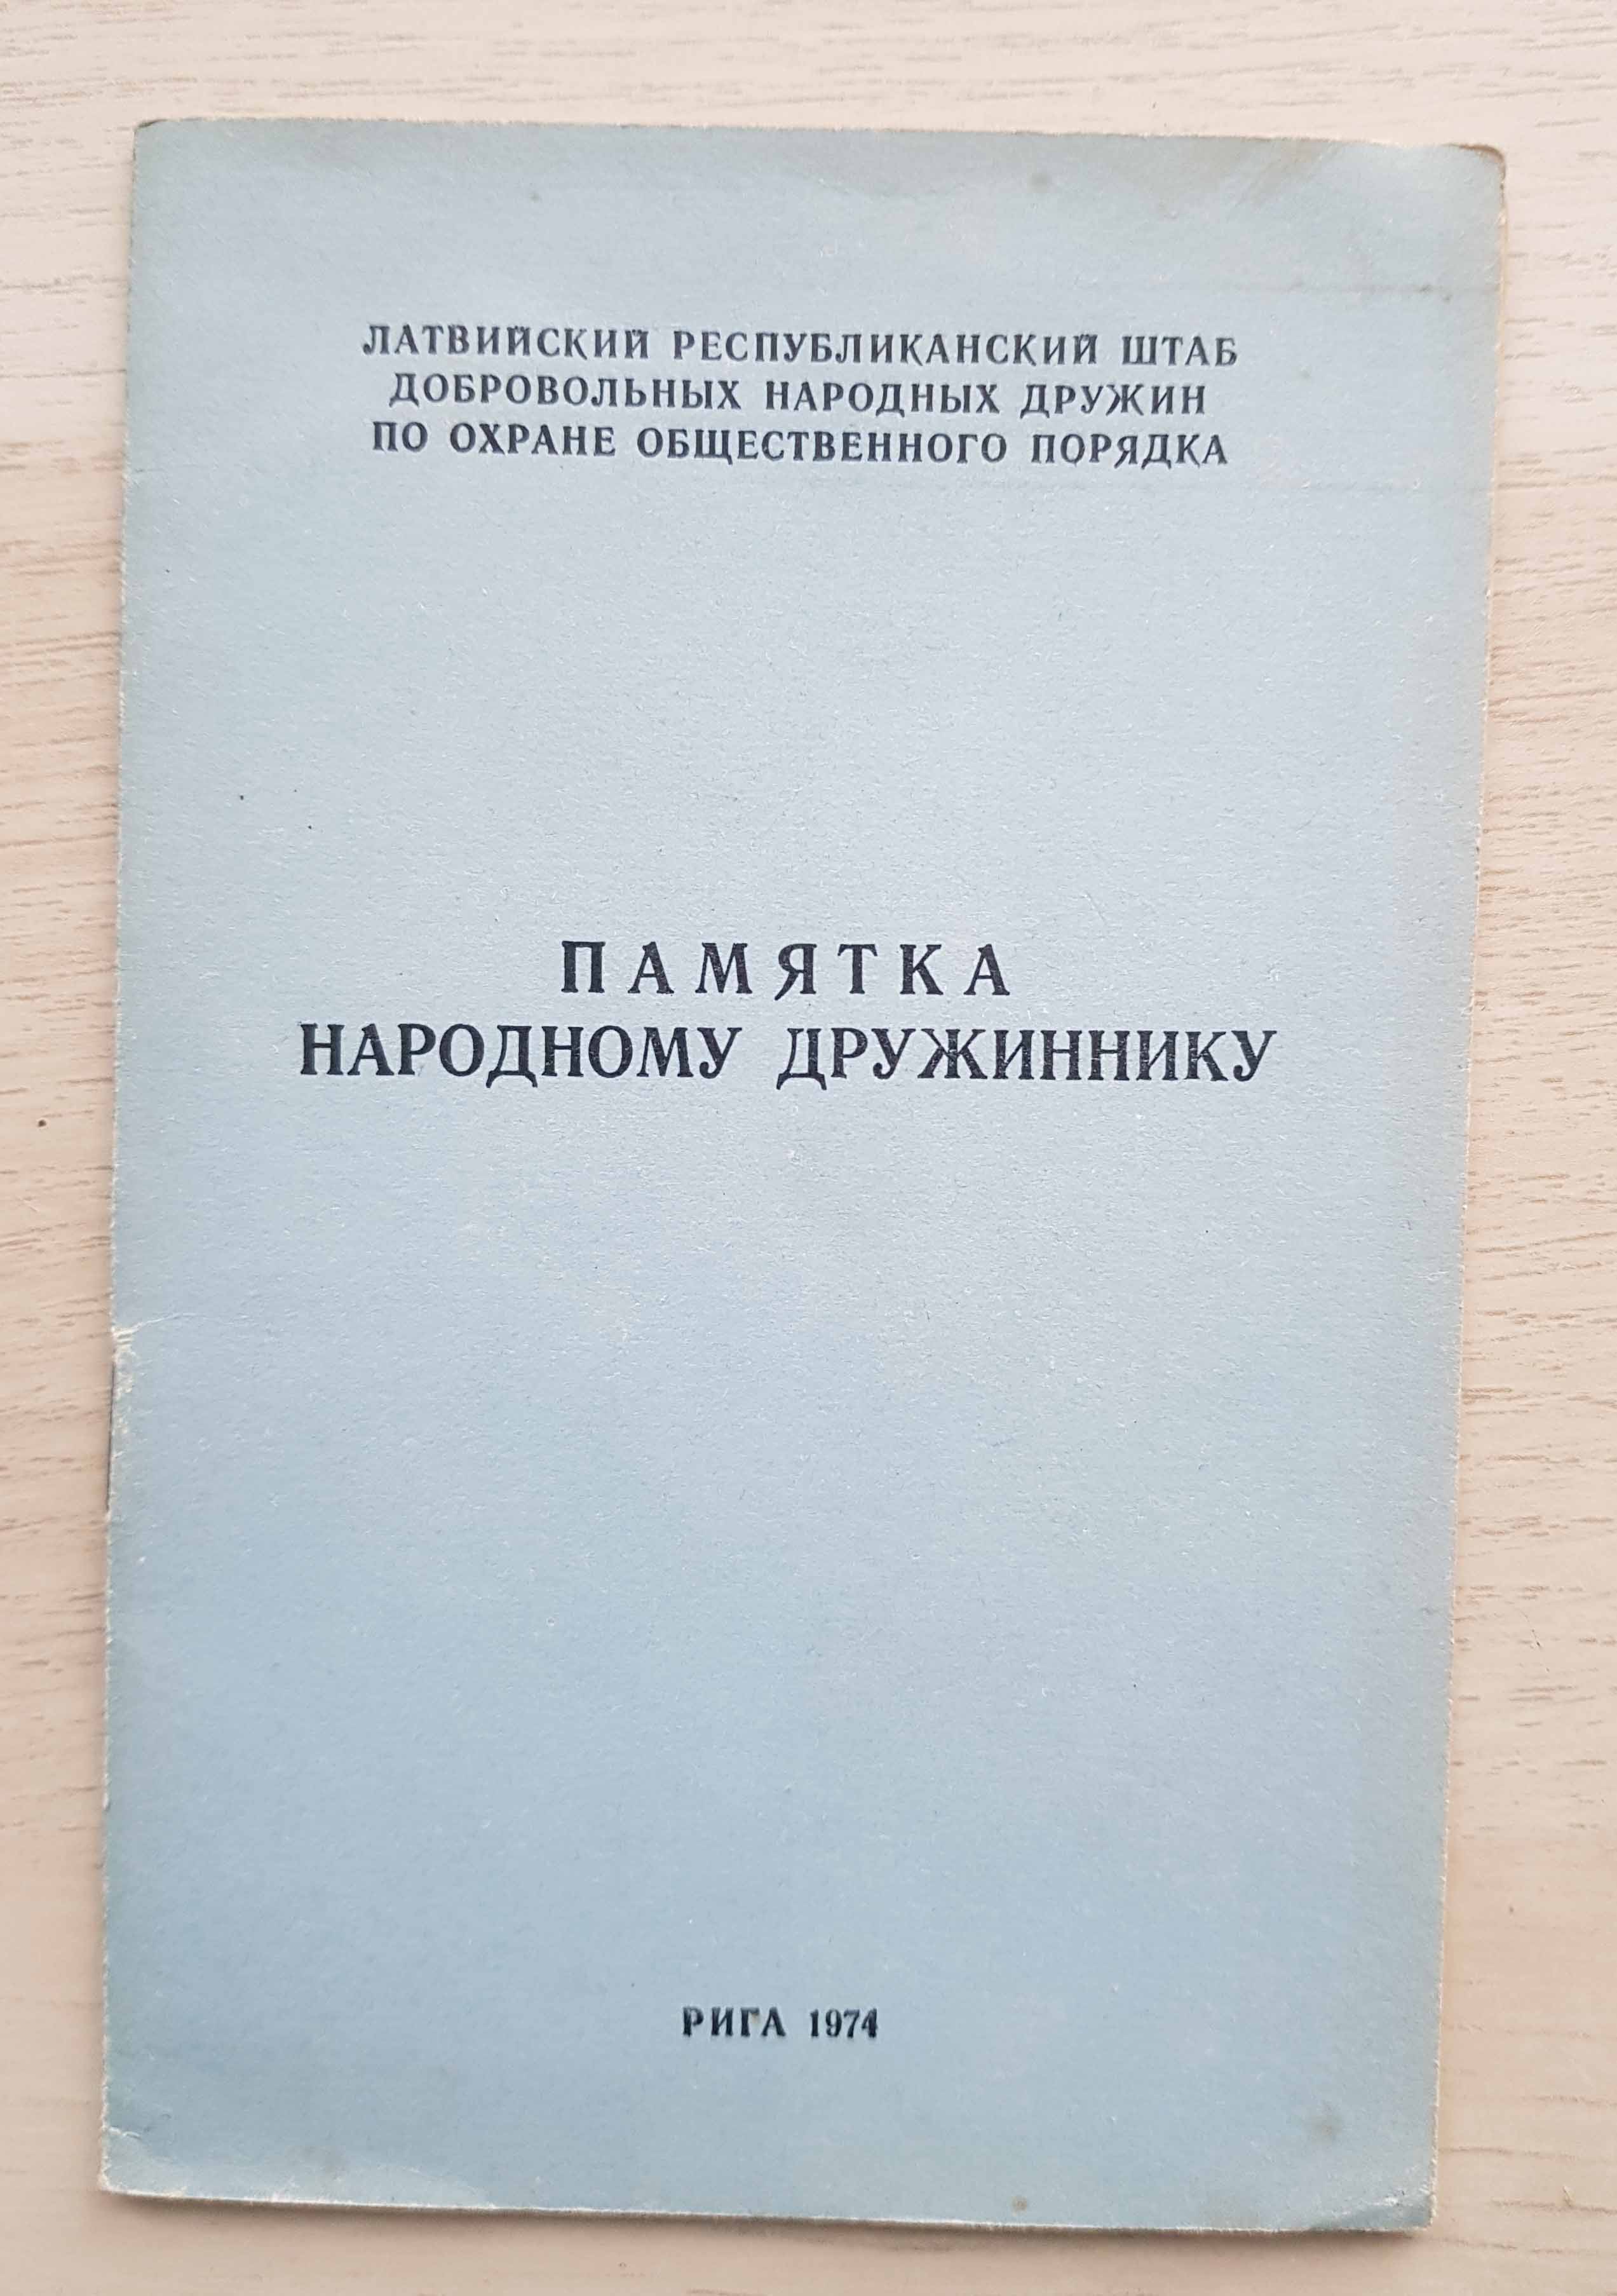 ЛАТВИЙСКИЙ РЕСПУБЛИКАНСКИЙ ШТАБ
ДОБРОВОЛЬНЫХ НАРОДНЫХ ДРУЖИН
ПО ОХРАНЕ ОБЩЕСТВЕННОГО ПОРЯДКА
ПАМЯТКА
НАРОДНОМУ ДРУЖИННИКУ
РИГА 1974